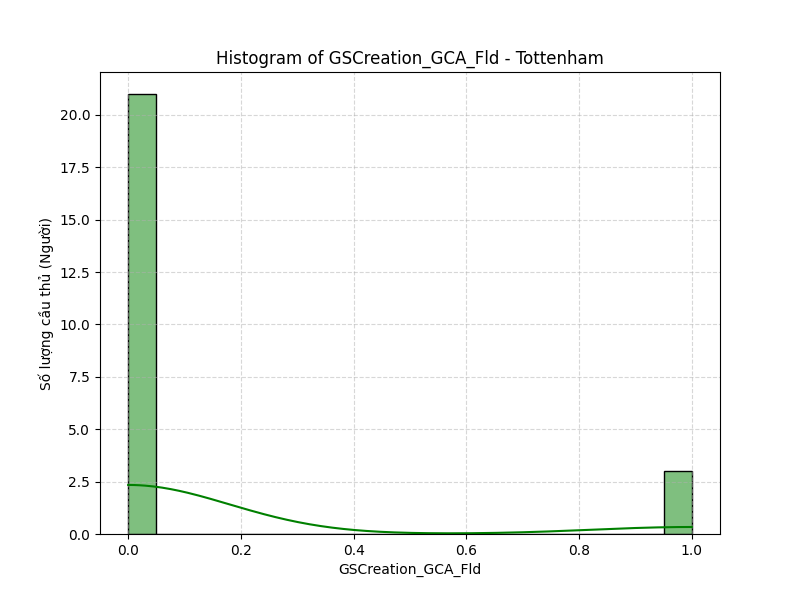 Histogram of GSCreation_GCA_Fld - Tottenham
Số lượng cầu thủ (Người)
20.0
17.5
15.0
12.5
10.0
7.5
5.0
2.5
0.0
0.0 0.2 0.4 0.6 0.8 1.0
GSCreation_GCA_Fld